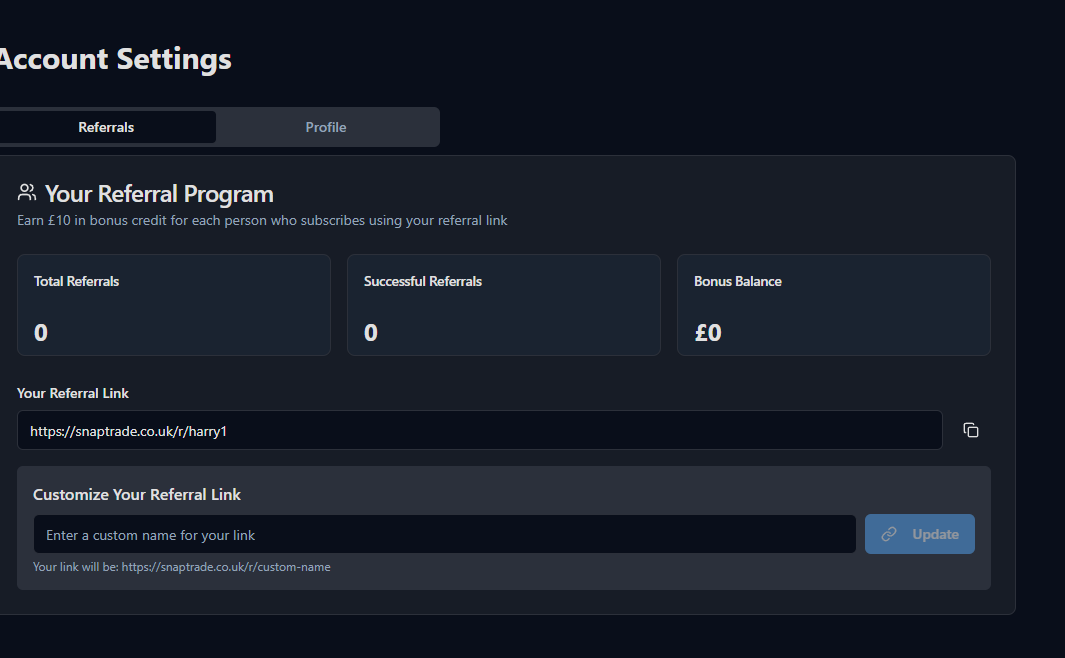 Account Settings
Referrals
Profile
Your Referral Program
Earn £10 in bonus credit for each person who subscribes using your referral link
Total Referrals
0
Successful Referrals
0
Bonus Balance
£0
Your Referral Link
https://snaptrade.co.uk/r/harry1
Customize Your Referral Link
Enter a custom name for your link
Update
Your link will be: https://snaptrade.co.uk/r/custom-name